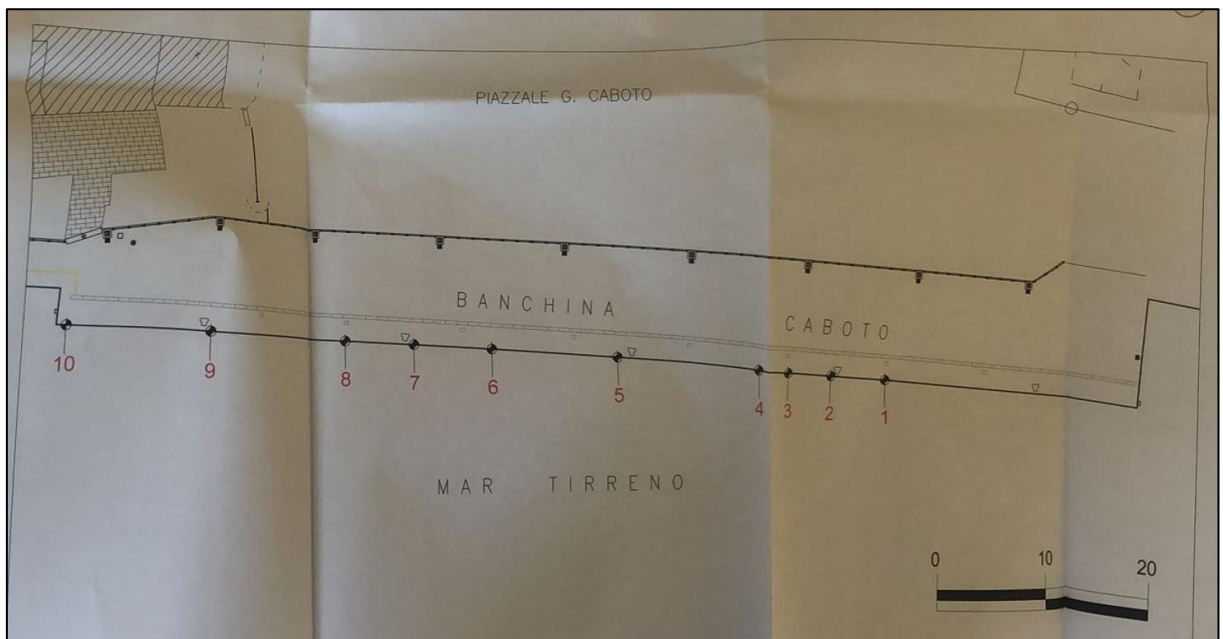 PIAZZALE G. CABOTO
BANCHINA CABOTO
10 9 8 7 6 5 4 3 2 1
MAR TIRRENO
0 10 20